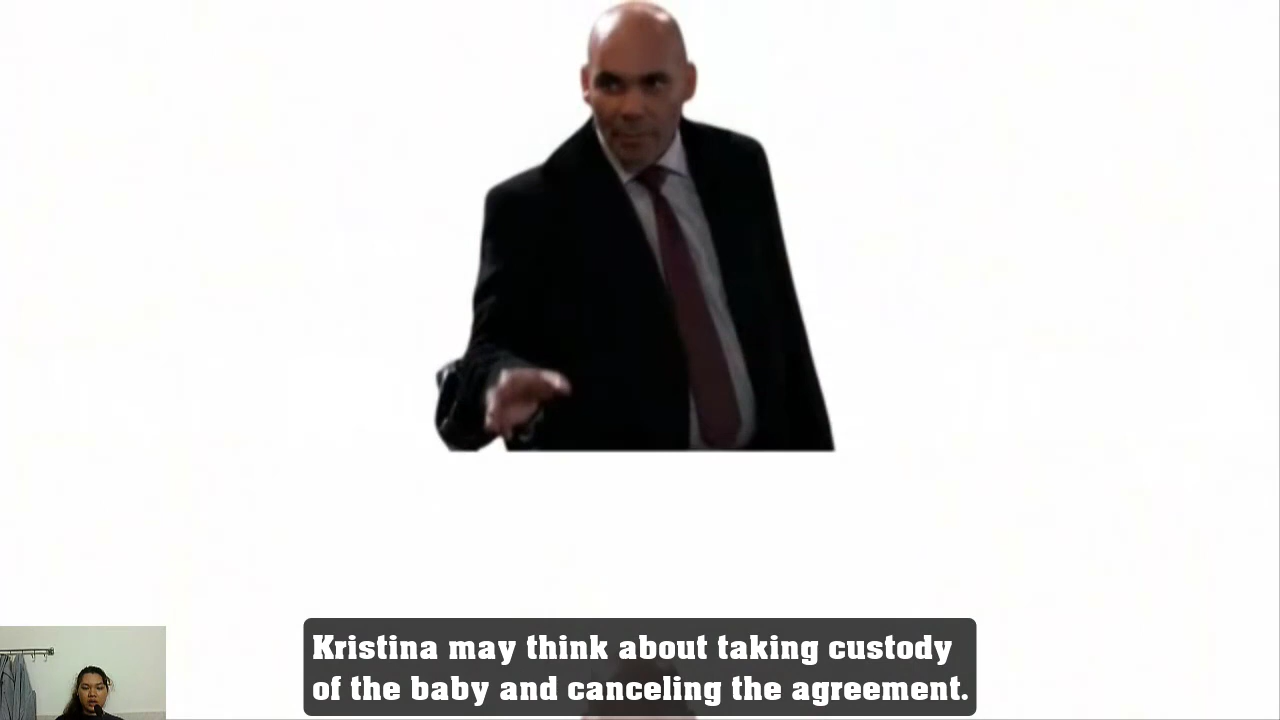 Kristina may think about taking custody
of the baby and canceling the agreement.